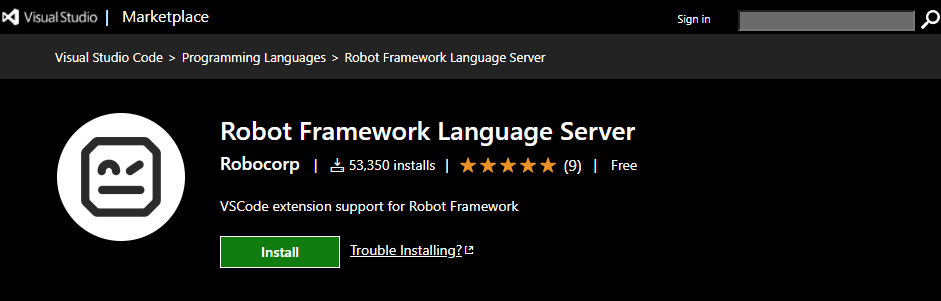 Visual Studio | Marketplace
Sign in
Visual Studio Code > Programming Languages > Robot Framework Language Server
Robot Framework Language Server
Robocorp | 53,350 installs | (9) | Free
VSCode extension support for Robot Framework
Install Trouble Installing?